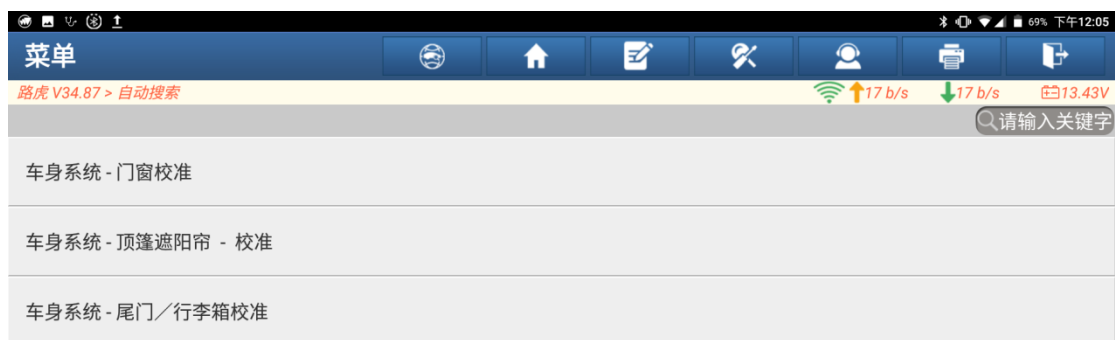 69% 下午12:05
菜单
路虎 V34.87 > 自动搜索 17 b/s 17 b/s 13.43V
请输入关键字
车身系统 - 门窗校准
车身系统 - 顶篷遮阳帘 - 校准
车身系统 - 尾门／行李箱校准